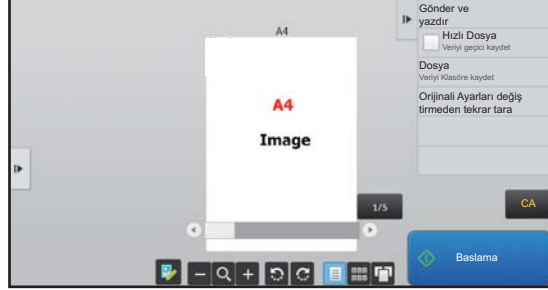 Gönder ve
yazdır
A4
Hızlı Dosya
Veriyi geçici kaydet
Dosya
Veriyi Klasöre kaydet
A4
Orijinali Ayarları değiş
tirmeden tekrar tara
Image
1/5
CA
Baslama